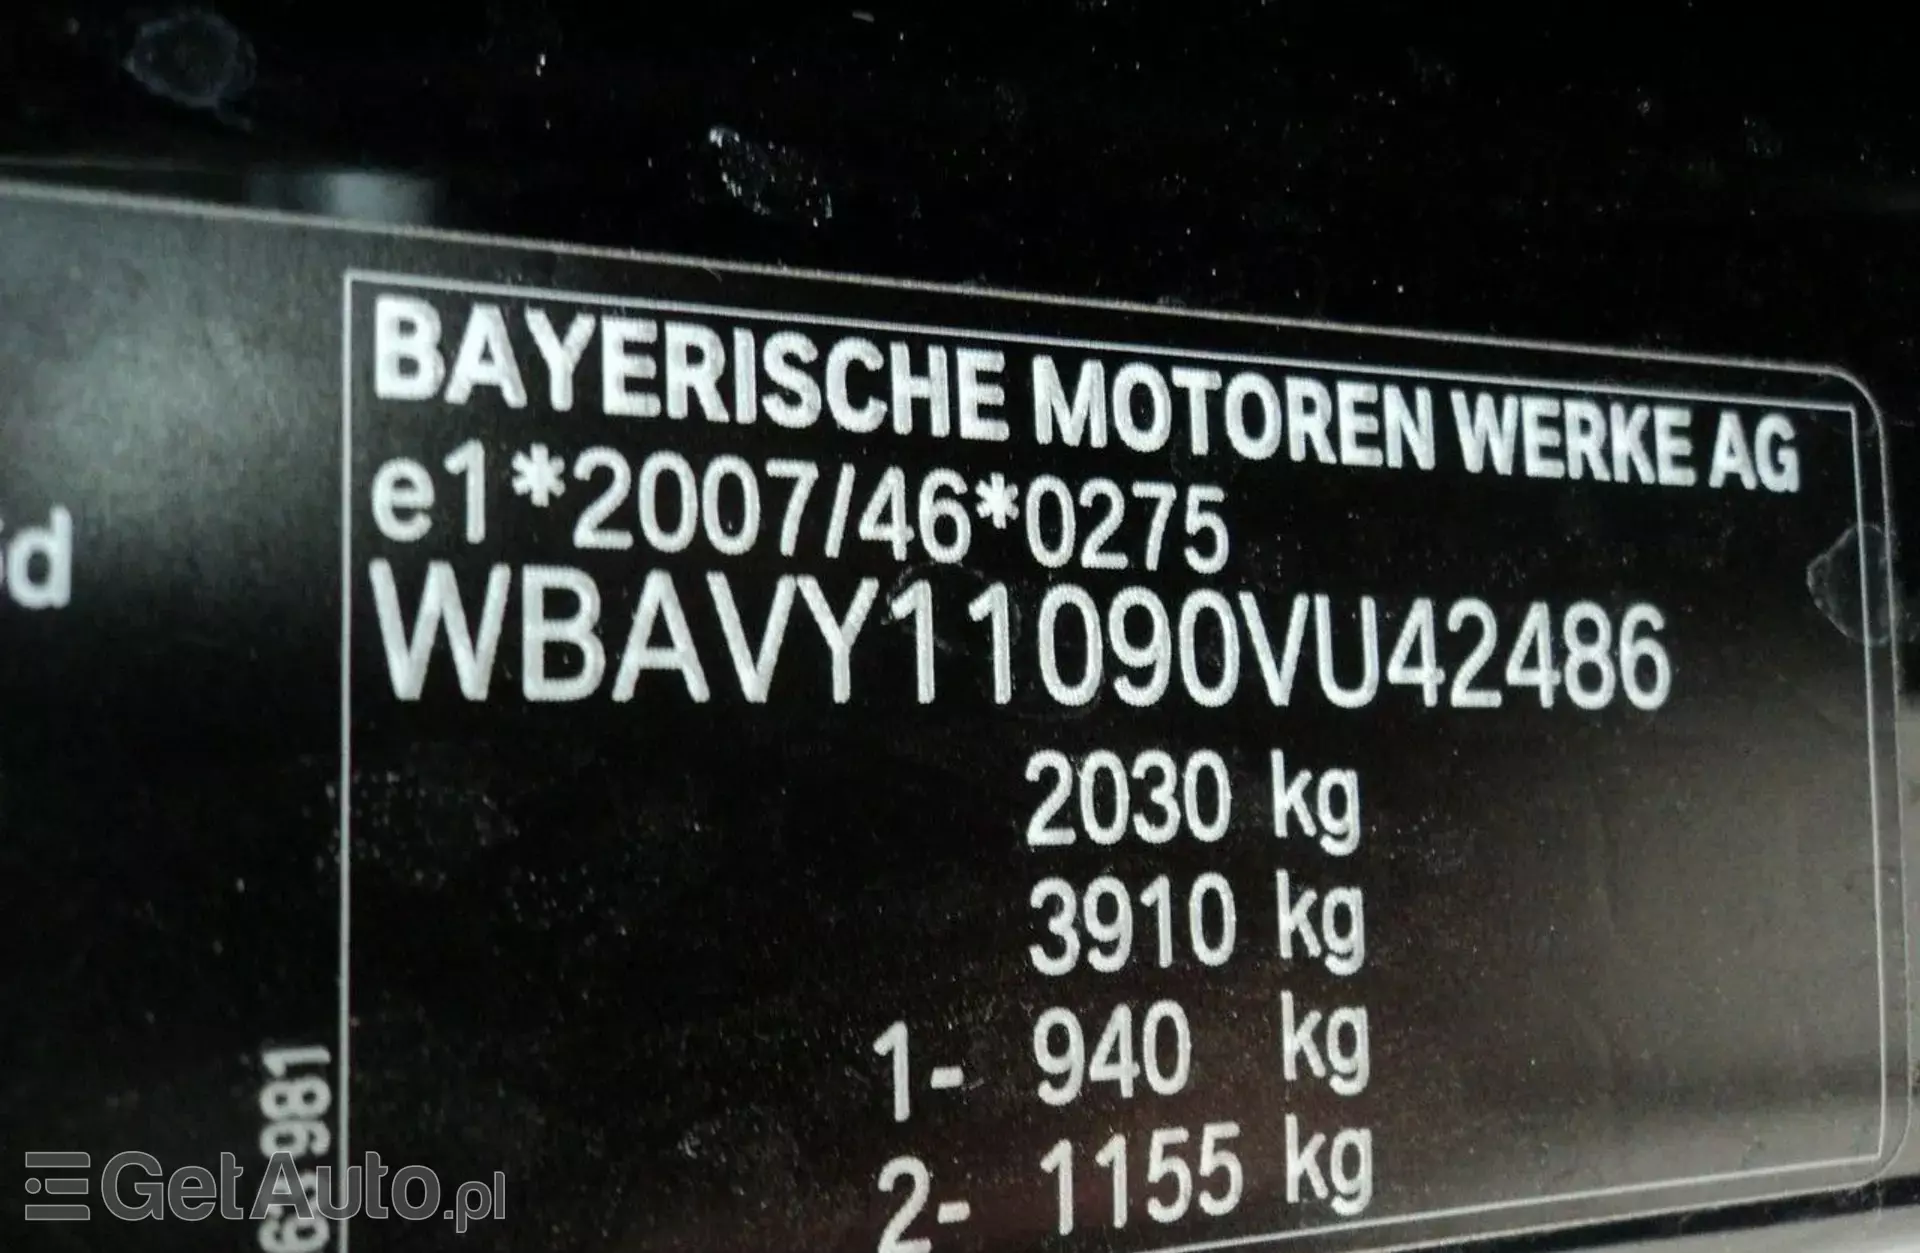 BAYERISCHE MOTOREN WERKE AG
e1*2007/46*0275
WBAVY11090VU42486
2030 kg
3910 kg
1- 940 kg
2- 1155 kg
981
GetAuto.pl